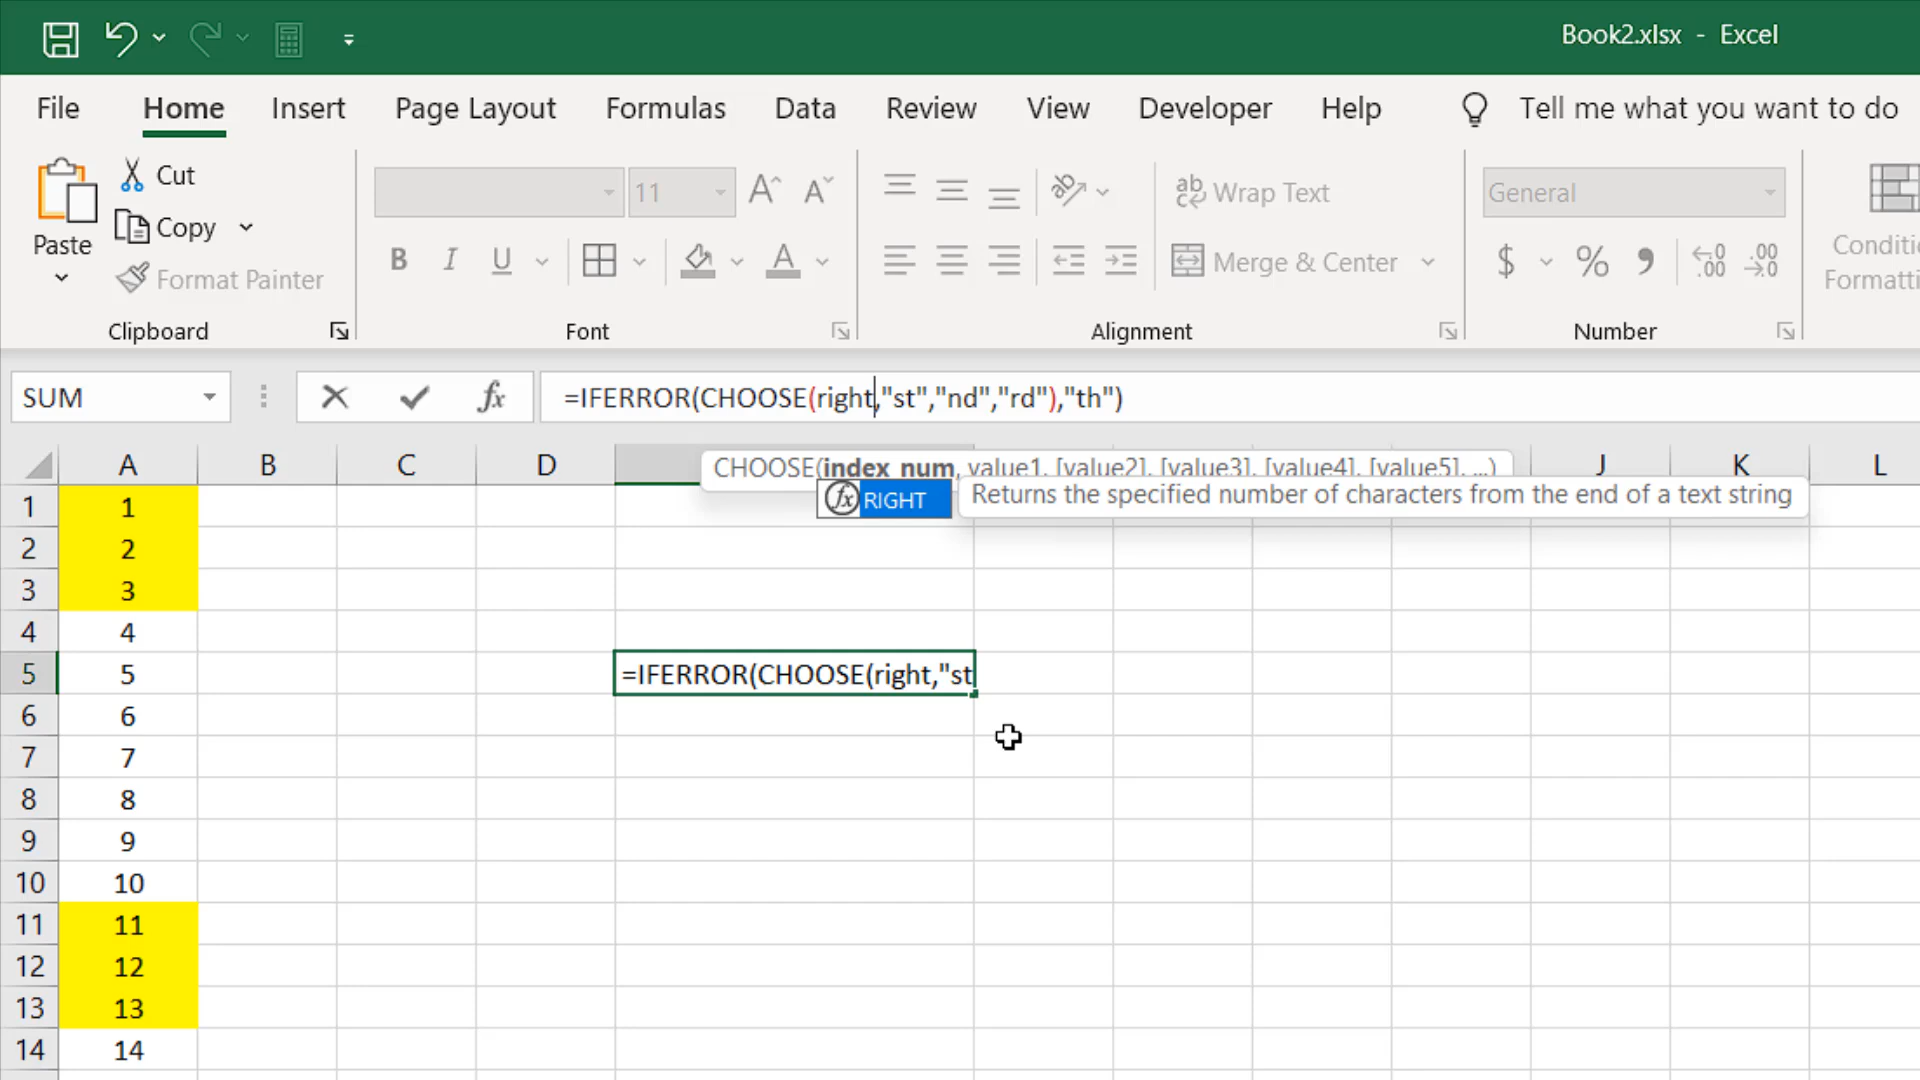 Book2.xlsx - Excel
File Home Insert Page Layout Formulas Data Review View Developer Help Tell me what you want to do
Paste
Cut
Copy
Format Painter
Clipboard
11
B I U
Font
Wrap Text
Merge & Center
Alignment
General
$ % ,
Number
Conditio
Formatti
SUM
=IFERROR(CHOOSE(right,"st","nd","rd"),"th")
A B C D J K L
CHOOSE(index_num, value1, [value2], [value3], [value4], [value5], ...)
RIGHT
Returns the specified number of characters from the end of a text string
1 1
2 2
3 3
4 4
5 5 =IFERROR(CHOOSE(right,"st
6 6
7 7
8 8
9 9
10 10
11 11
12 12
13 13
14 14